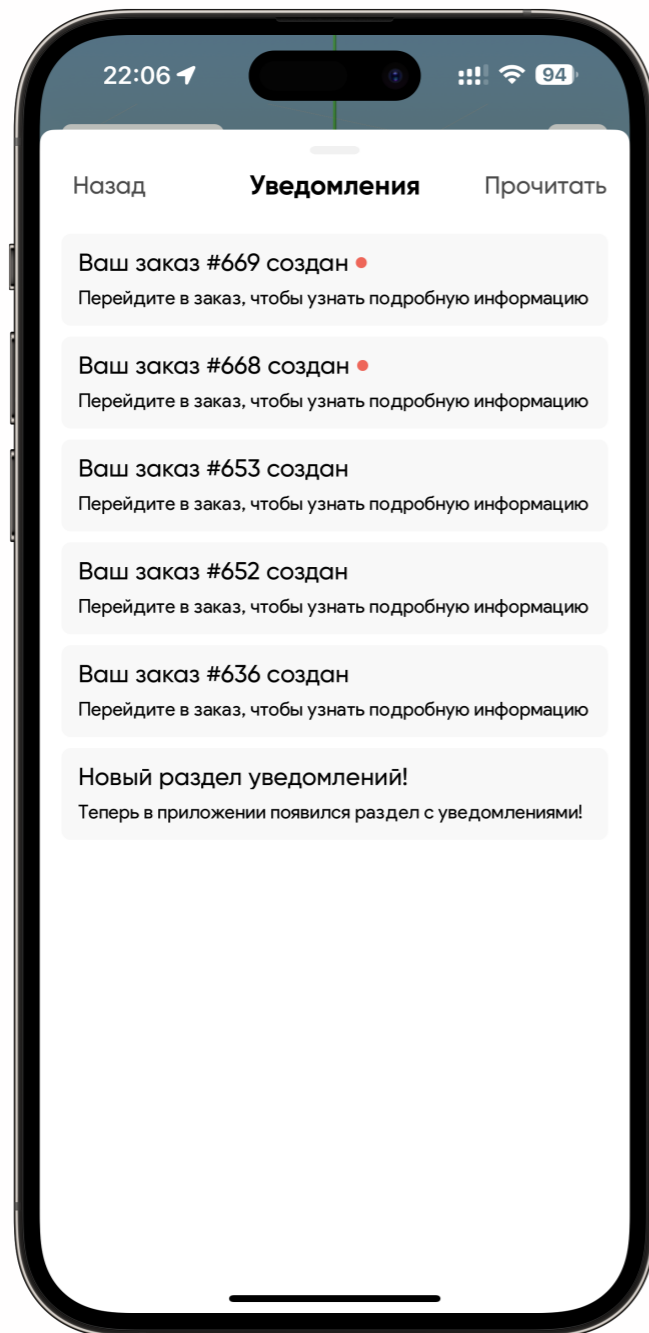 22:06
94
Назад
Уведомления
Прочитать
Ваш заказ #669 создан
Перейдите в заказ, чтобы узнать подробную информацию
Ваш заказ #668 создан
Перейдите в заказ, чтобы узнать подробную информацию
Ваш заказ #653 создан
Перейдите в заказ, чтобы узнать подробную информацию
Ваш заказ #652 создан
Перейдите в заказ, чтобы узнать подробную информацию
Ваш заказ #636 создан
Перейдите в заказ, чтобы узнать подробную информацию
Новый раздел уведомлений!
Теперь в приложении появился раздел с уведомлениями!